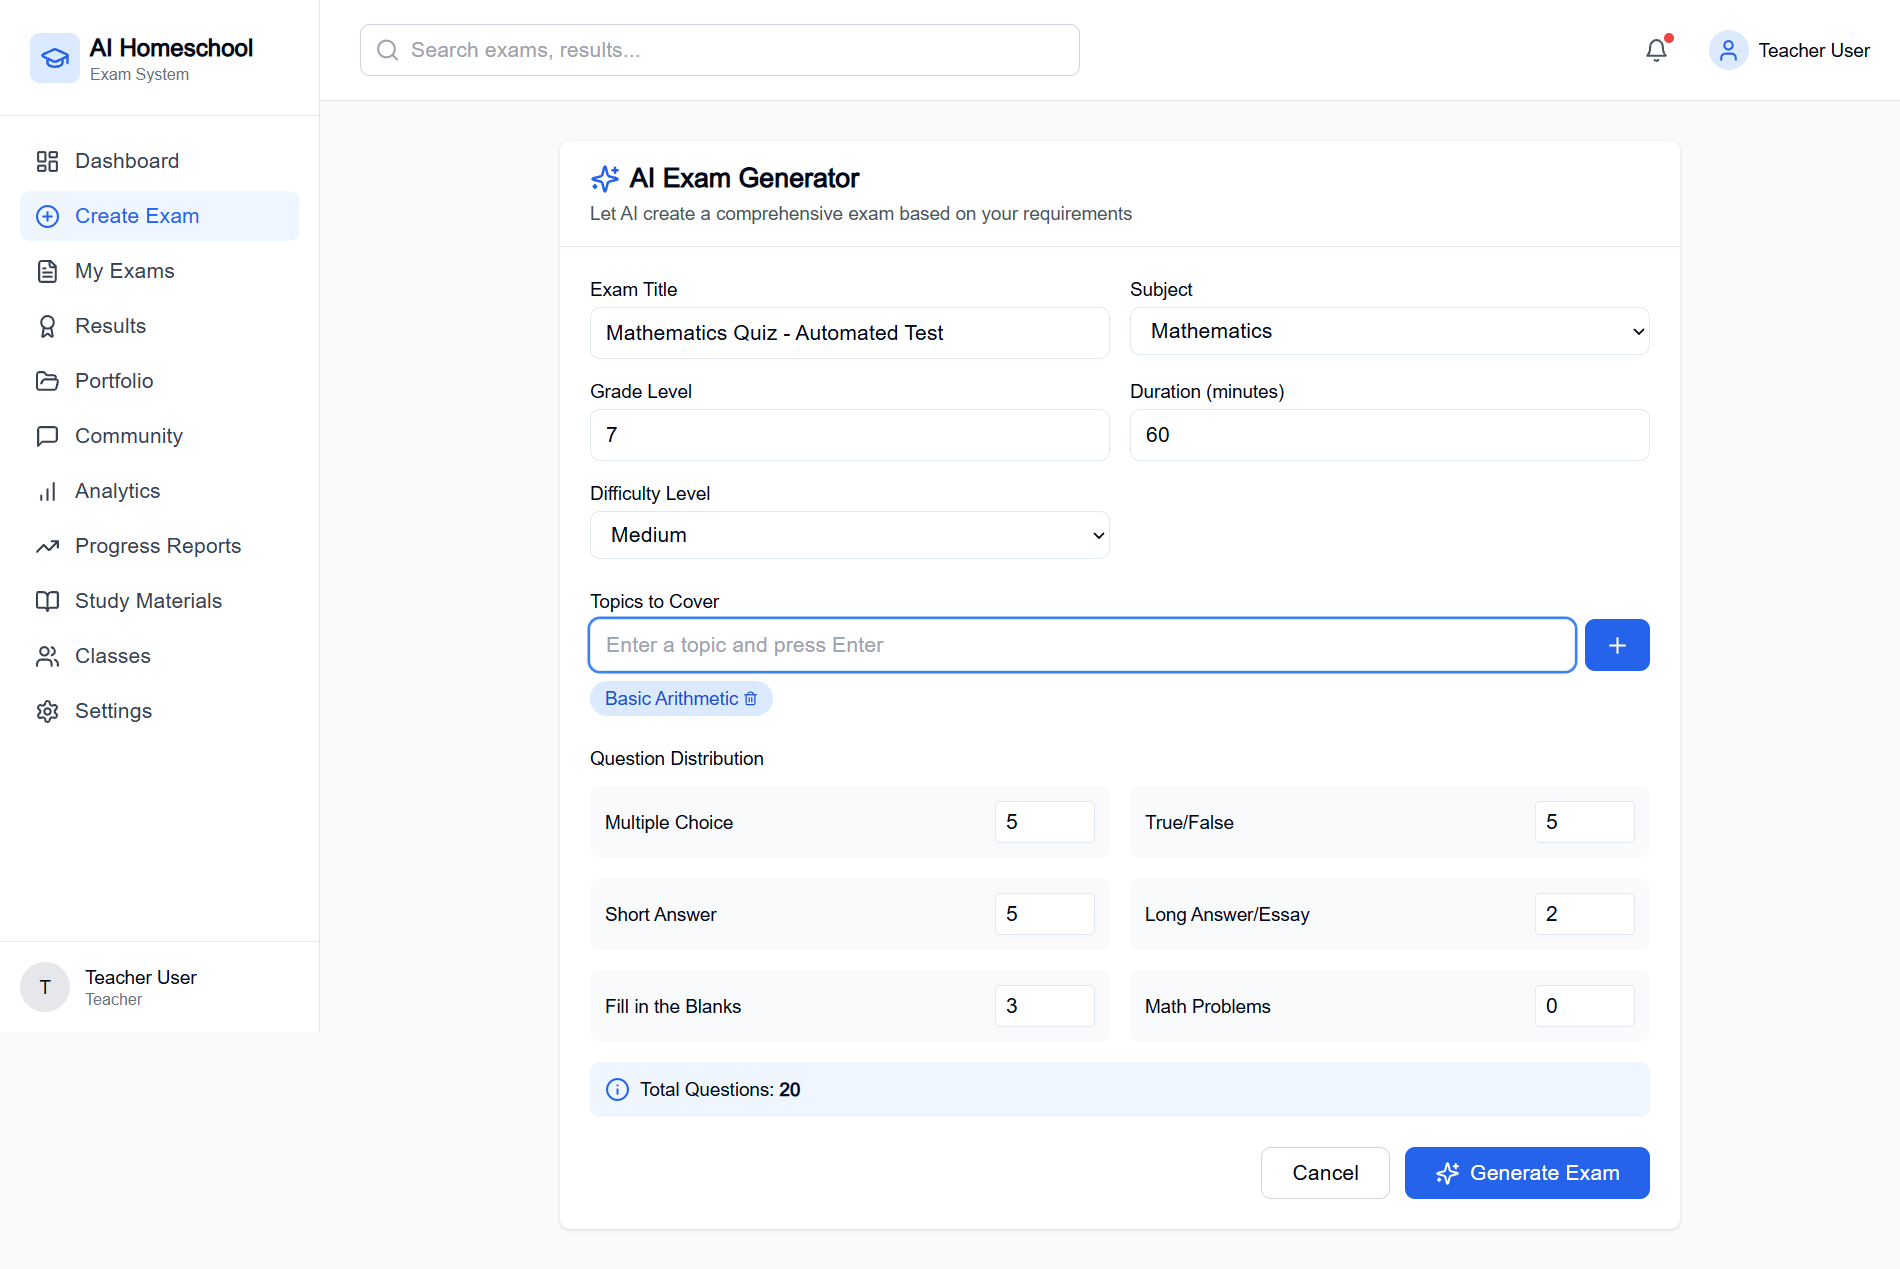 AI Homeschool
Exam System
Search exams, results...
Teacher User
Dashboard
Create Exam
My Exams
Results
Portfolio
Community
Analytics
Progress Reports
Study Materials
Classes
Settings
T
Teacher User
Teacher
AI Exam Generator
Let AI create a comprehensive exam based on your requirements
Exam Title
Mathematics Quiz - Automated Test
Subject
Mathematics
Grade Level
7
Duration (minutes)
60
Difficulty Level
Medium
Topics to Cover
Enter a topic and press Enter
Basic Arithmetic
Question Distribution
Multiple Choice
5
True/False
5
Short Answer
5
Long Answer/Essay
2
Fill in the Blanks
3
Math Problems
0
Total Questions: 20
Cancel
Generate Exam